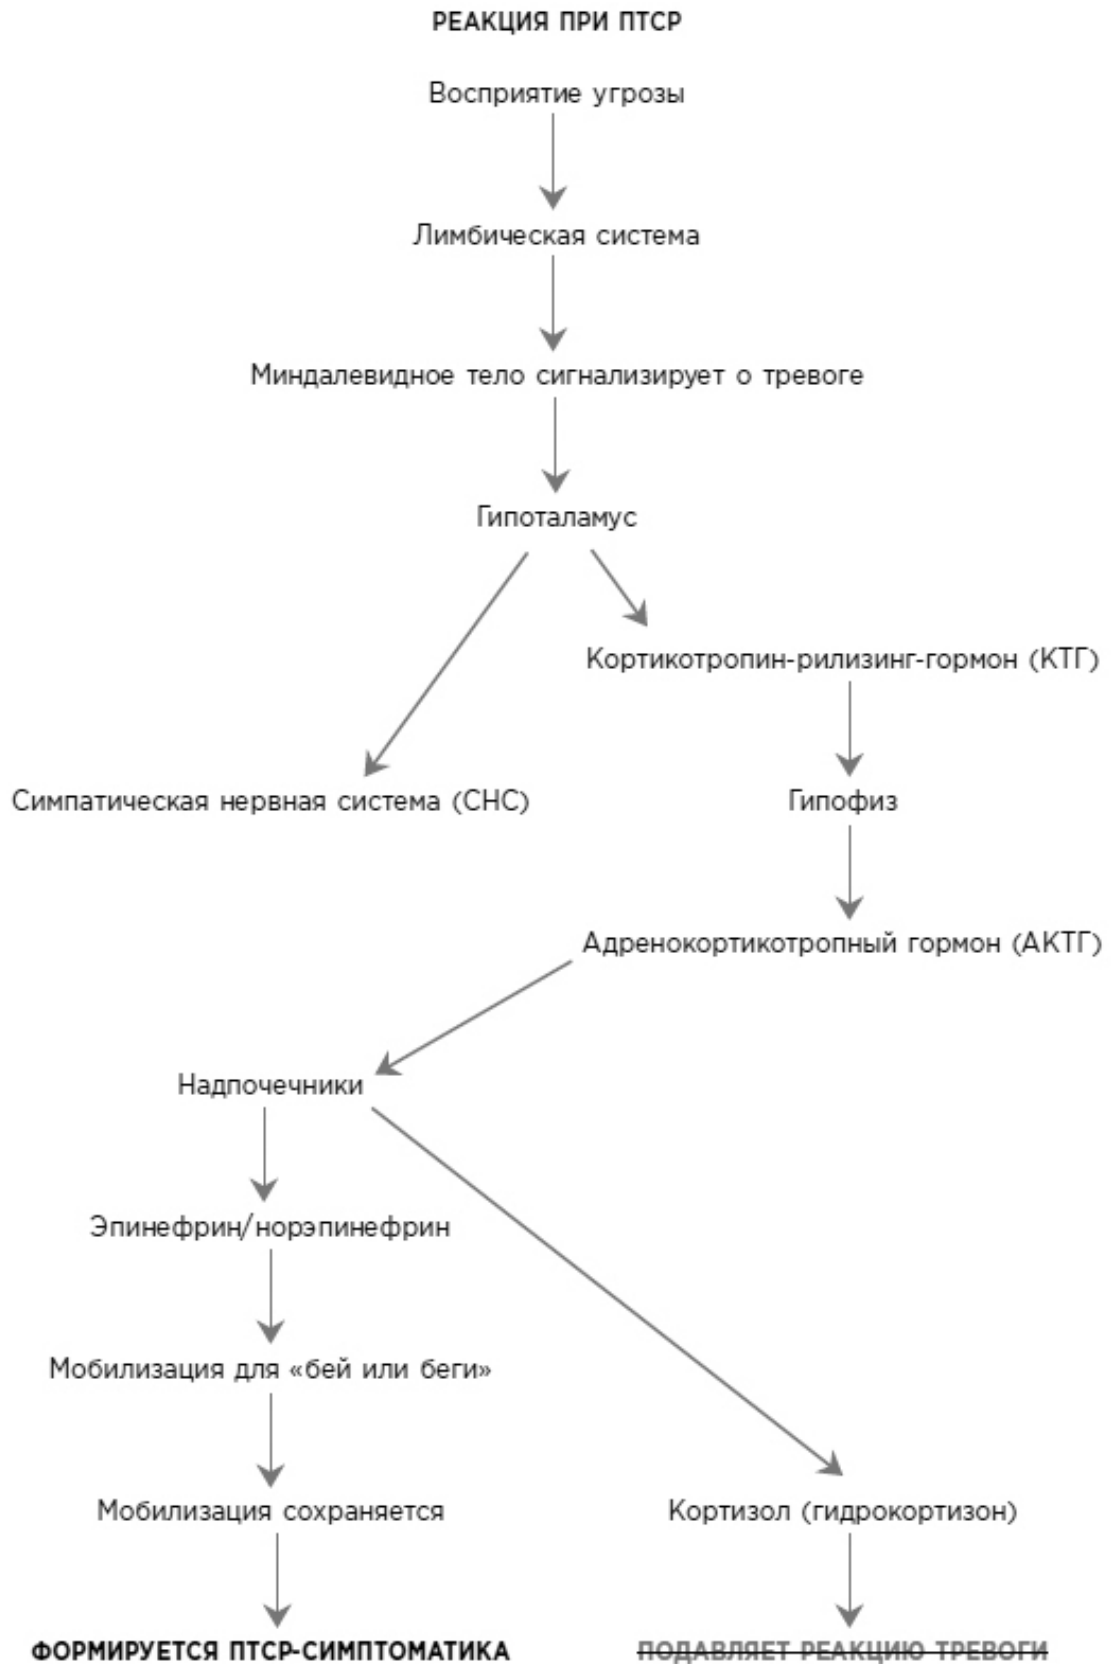 РЕАКЦИЯ ПРИ ПТСР
Восприятие угрозы
Лимбическая система
Миндалевидное тело сигнализирует о тревоге
Гипоталамус
Кортикотропин-рилизинг-гормон (КТГ)
Симпатическая нервная система (СНС)
Гипофиз
Адренокортикотропный гормон (АКТГ)
Надпочечники
Эпинефрин/норэпинефрин
Мобилизация для «бей или беги»
Мобилизация сохраняется
Кортизол (гидрокортизон)
ФОРМИРУЕТСЯ ПТСР-СИМПТОМАТИКА
ПОДАВЛЯЕТ РЕАКЦИЮ ТРЕВОГИ